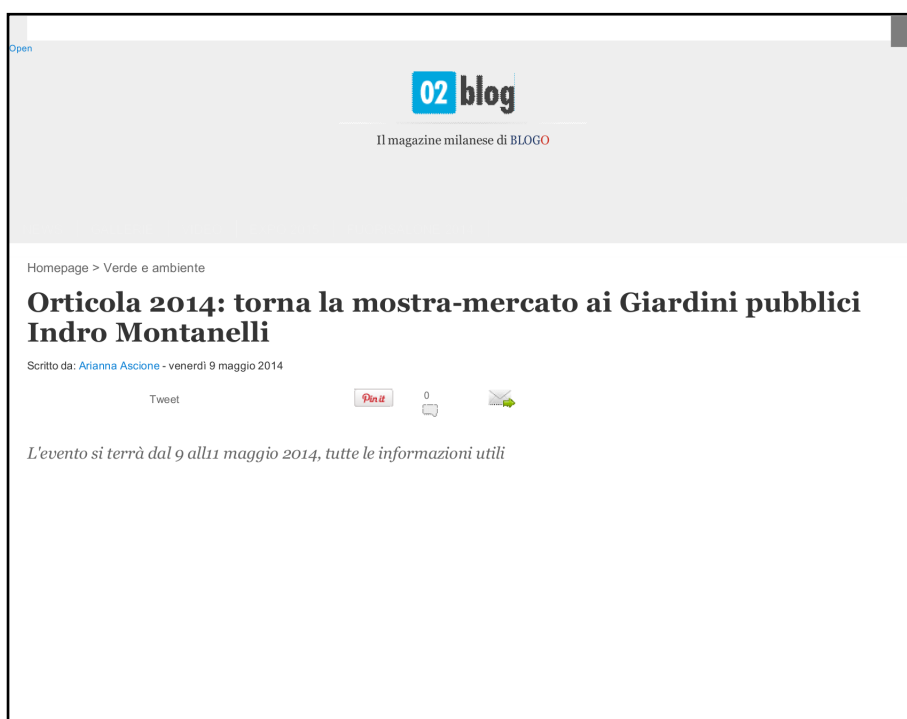 Open
02 blog
Il magazine milanese di BLOGO
Homepage > Verde e ambiente
Orticola 2014: torna la mostra-mercato ai Giardini pubblici
Indro Montanelli
Scritto da: Arianna Ascione - venerdì 9 maggio 2014
Tweet Pin it 0
L'evento si terrà dal 9 all11 maggio 2014, tutte le informazioni utili